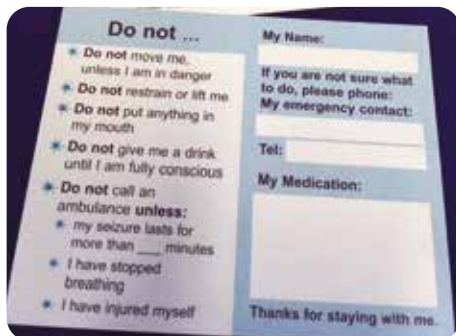 Do not ...
* Do not move me,
unless I am in danger
* Do not restrain or lift me
* Do not put anything in
my mouth
* Do not give me a drink
until I am fully conscious
* Do not call an
ambulance unless:
* my seizure lasts for
more than ___ minutes
* I have stopped
breathing
* I have injured myself
My Name:
If you are not sure what
to do, please phone:
My emergency contact:
Tel:
My Medication:
Thanks for staying with me.